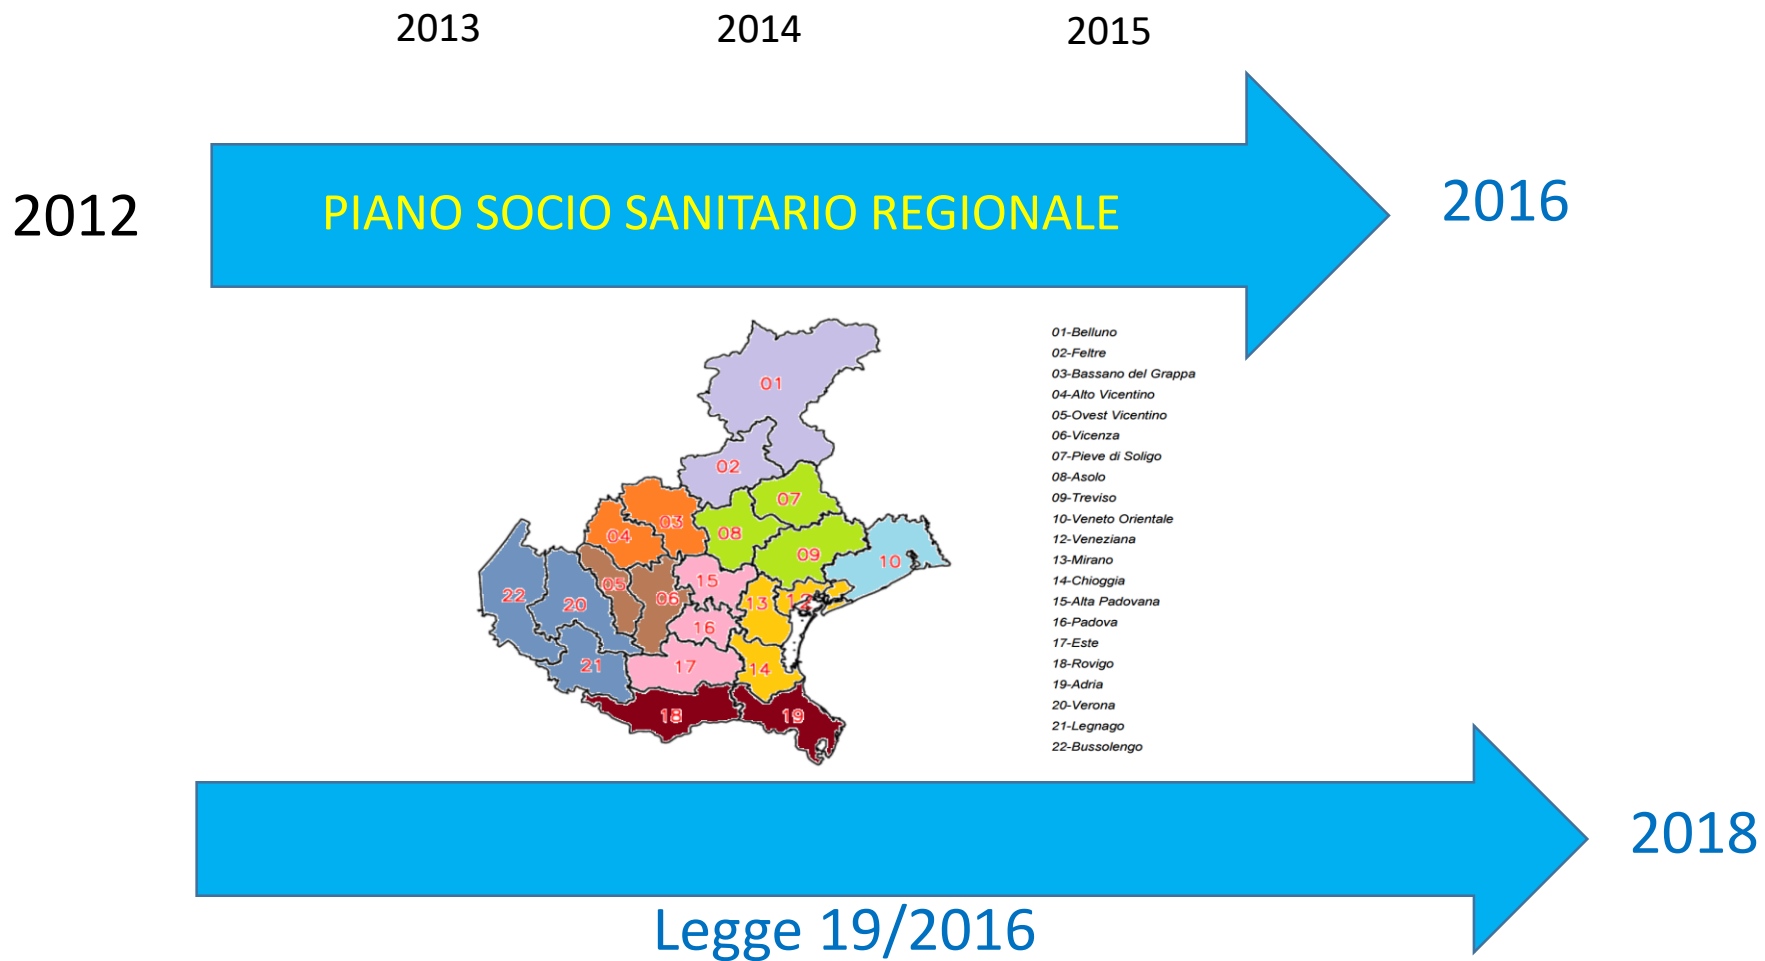 2013
2014
2015
2012
PIANO SOCIO SANITARIO REGIONALE
2016
01
02
03
04
05
06
07
08
09
10
12
13
14
15
16
17
18
19
20
21
22
01-Belluno
02-Feltre
03-Bassano del Grappa
04-Alto Vicentino
05-Ovest Vicentino
06-Vicenza
07-Pieve di Soligo
08-Asolo
09-Treviso
10-Veneto Orientale
12-Veneziana
13-Mirano
14-Chioggia
15-Alta Padovana
16-Padova
17-Este
18-Rovigo
19-Adria
20-Verona
21-Legnago
22-Bussolengo
2018
Legge 19/2016